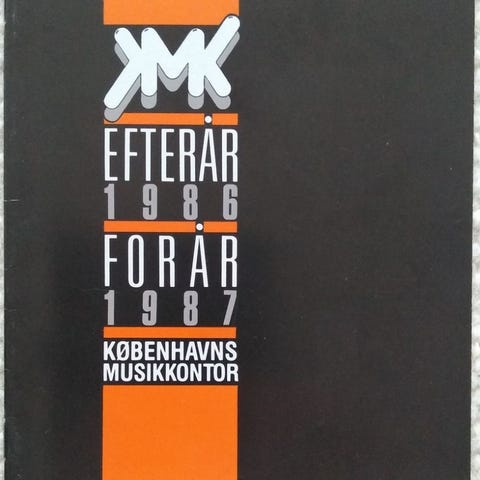 KMK
EFTERÅR
1986
FORÅR
1987
KØBENHAVNS
MUSIKKONTOR